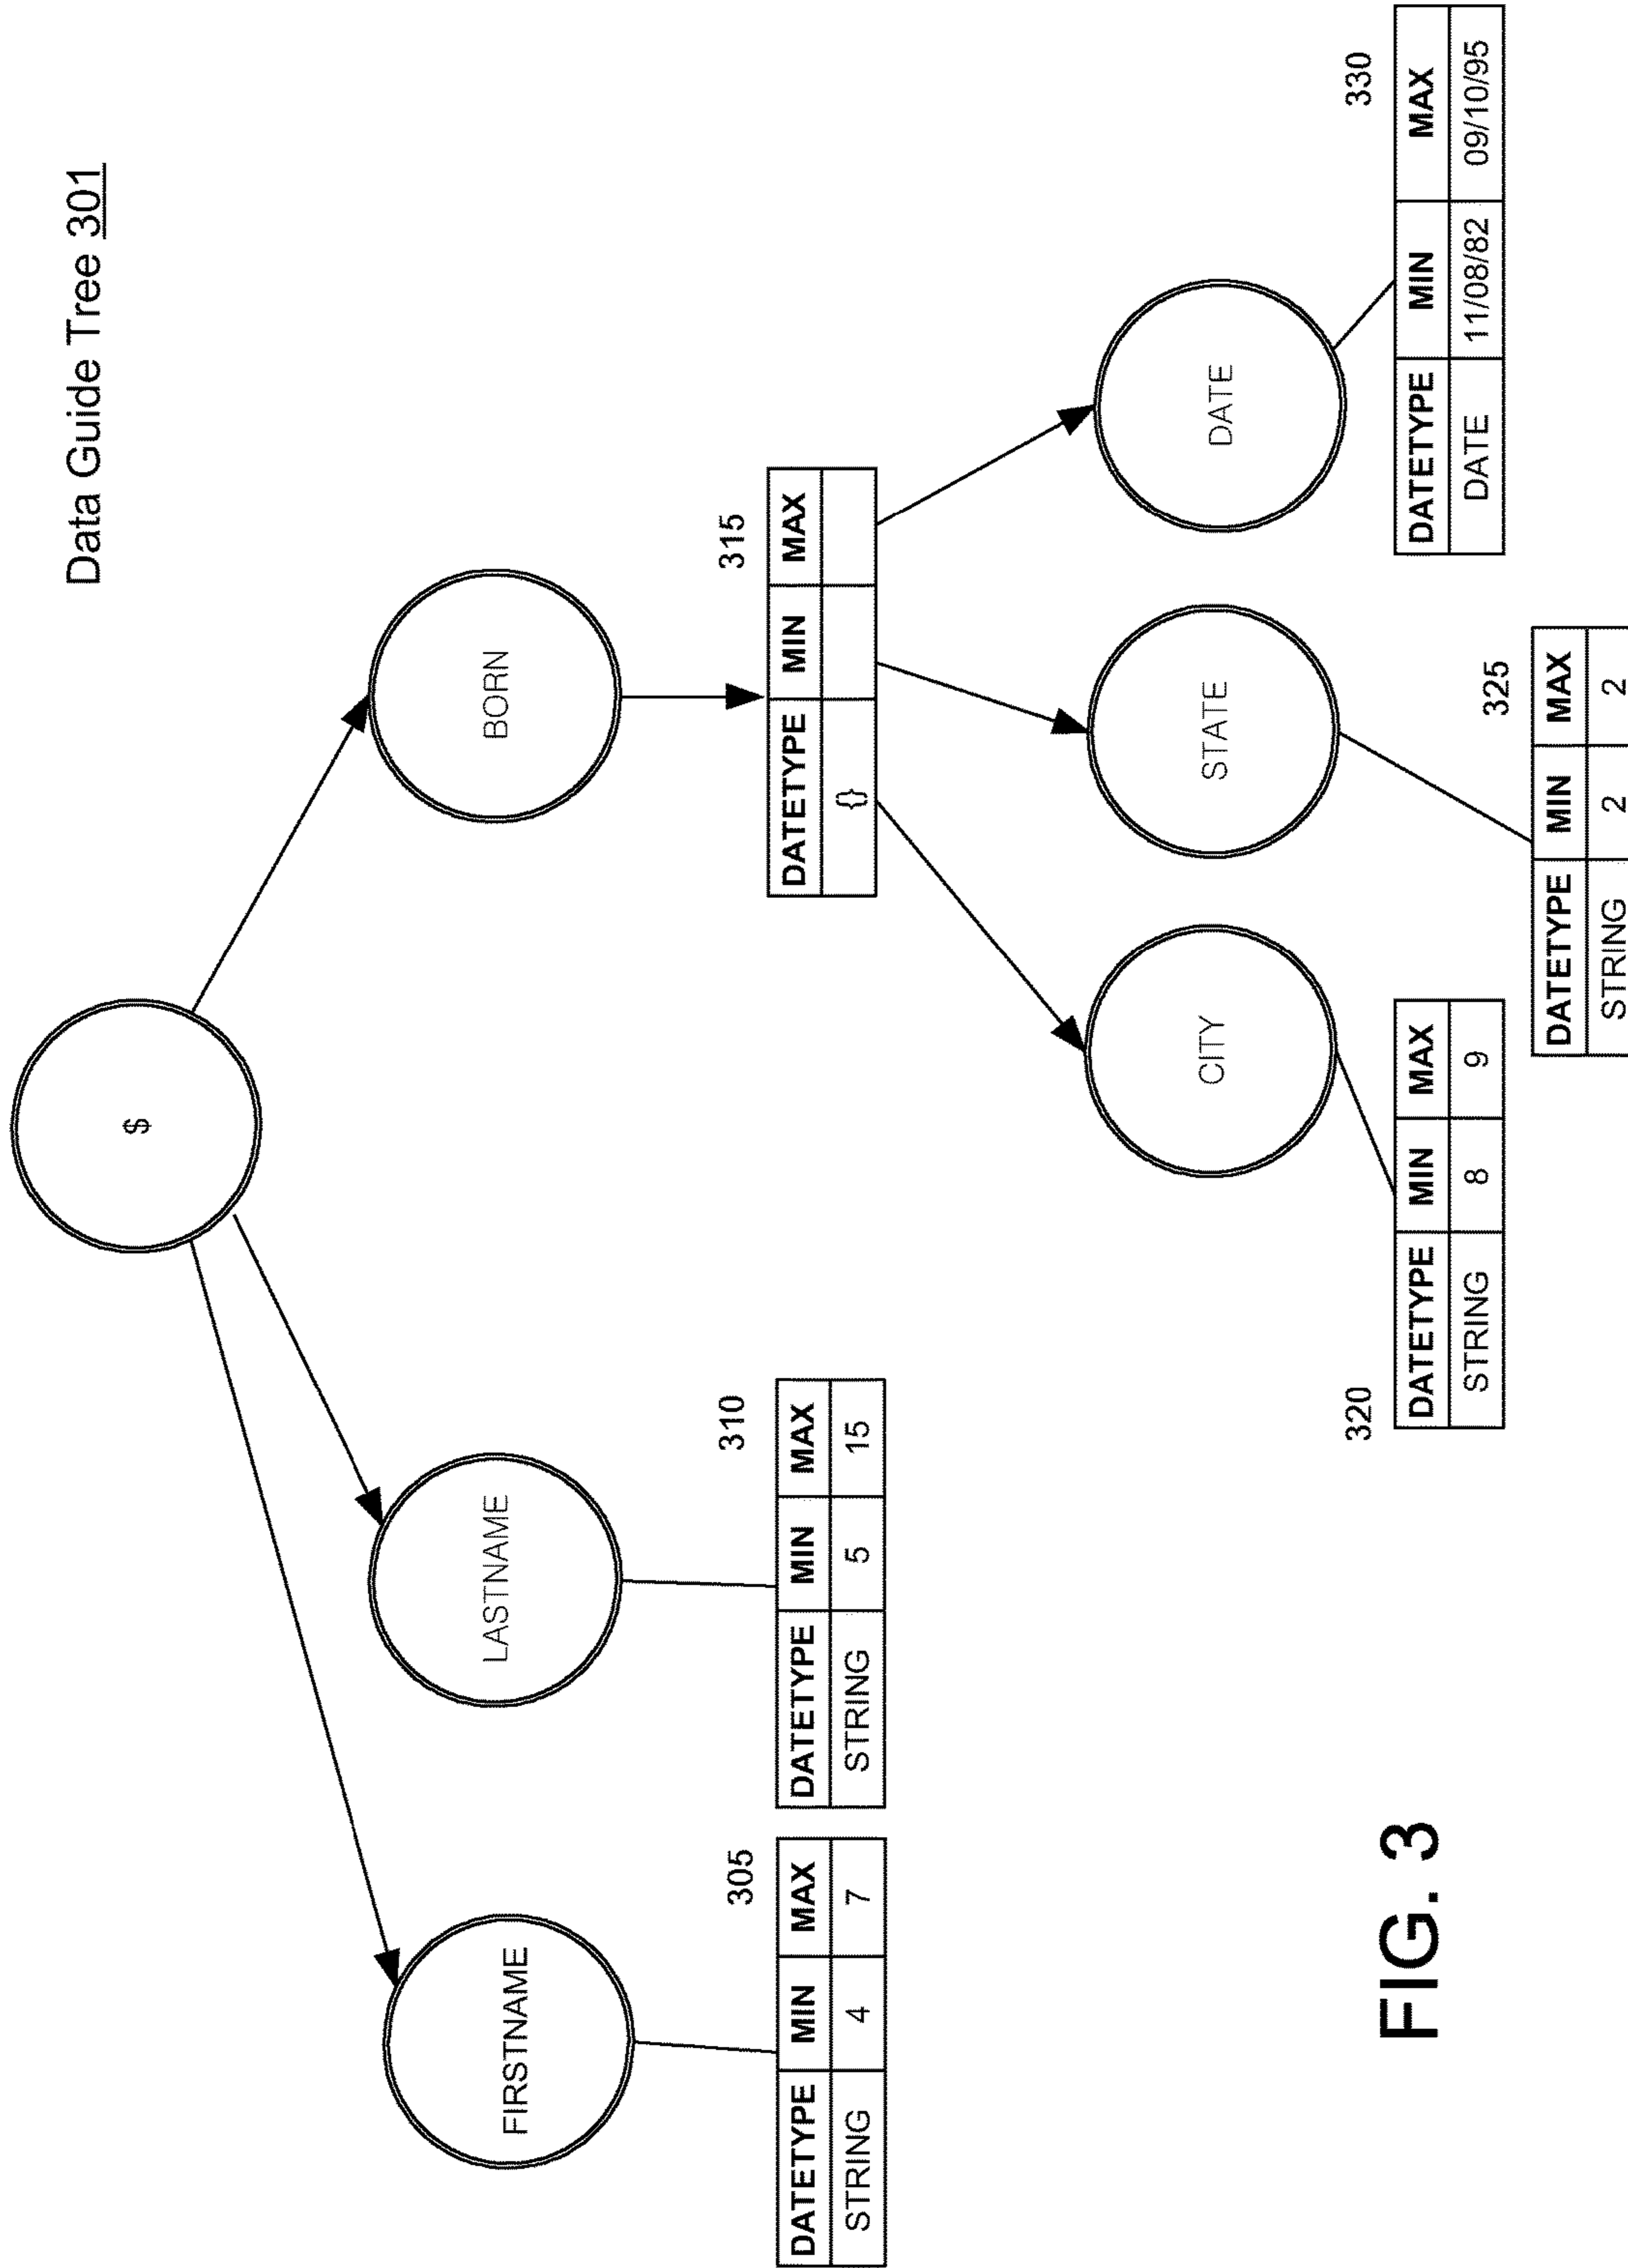 Data Guide Tree 301
$
FIRSTNAME
LASTNAME
BORN
305
DATETYPE MIN MAX
STRING 4 7
310
DATETYPE MIN MAX
STRING 5 15
315
DATETYPE MIN MAX
{}
CITY
STATE
DATE
320
DATETYPE MIN MAX
STRING 8 9
325
DATETYPE MIN MAX
STRING 2 2
330
DATETYPE MIN MAX
DATE 11/08/82 09/10/95
FIG. 3